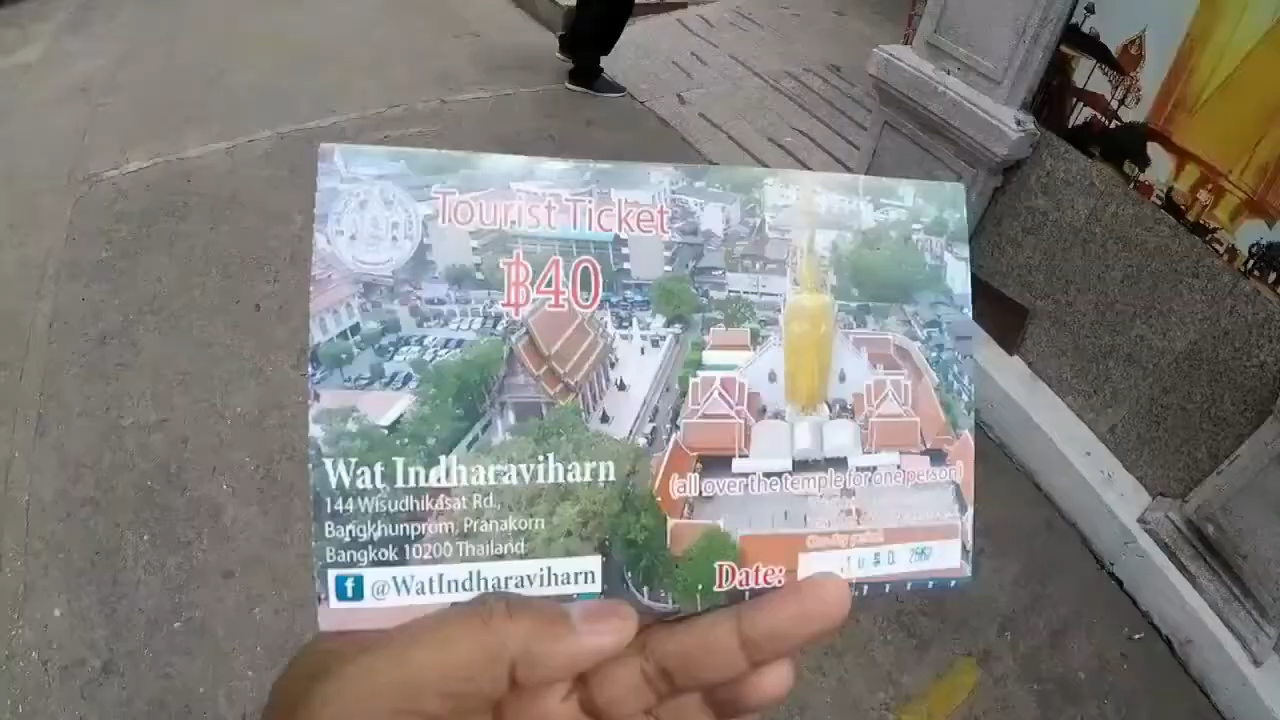 Tourist Ticket
฿40
Wat Indharaviharn
144 Wisudhikasat Rd.,
Bangkhunprom, Pranakorn
Bangkok 10200 Thailand
f @WatIndharaviharn
(all over the temple for one person)
Date:
2567